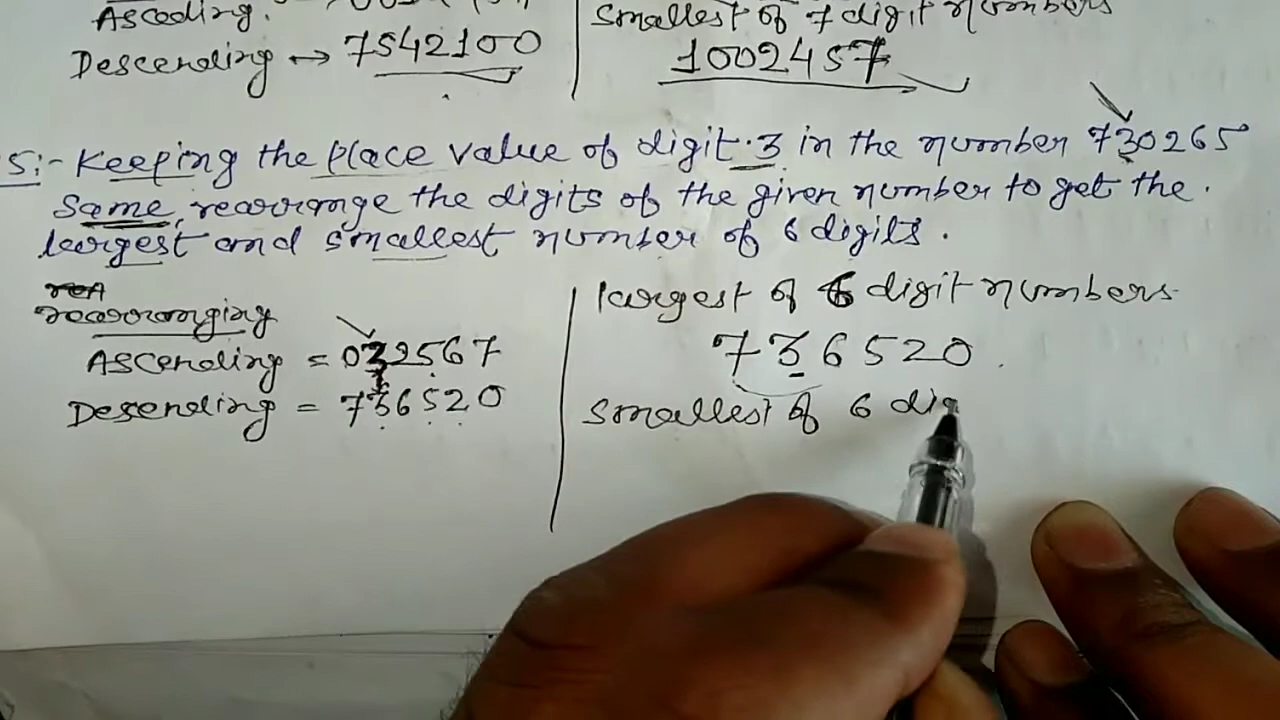 Ascading.
Descending → 7542100
Smallest of 7 digit numbers
1002457
5:- Keeping the place value of digit 3 in the number 730265
Same, rearrange the digits of the given number to get the
largest and smallest number of 6 digits.
rearranging
Ascending = 032567
Desending = 736520
largest of 6 digit numbers
736520
Smallest of 6 dig